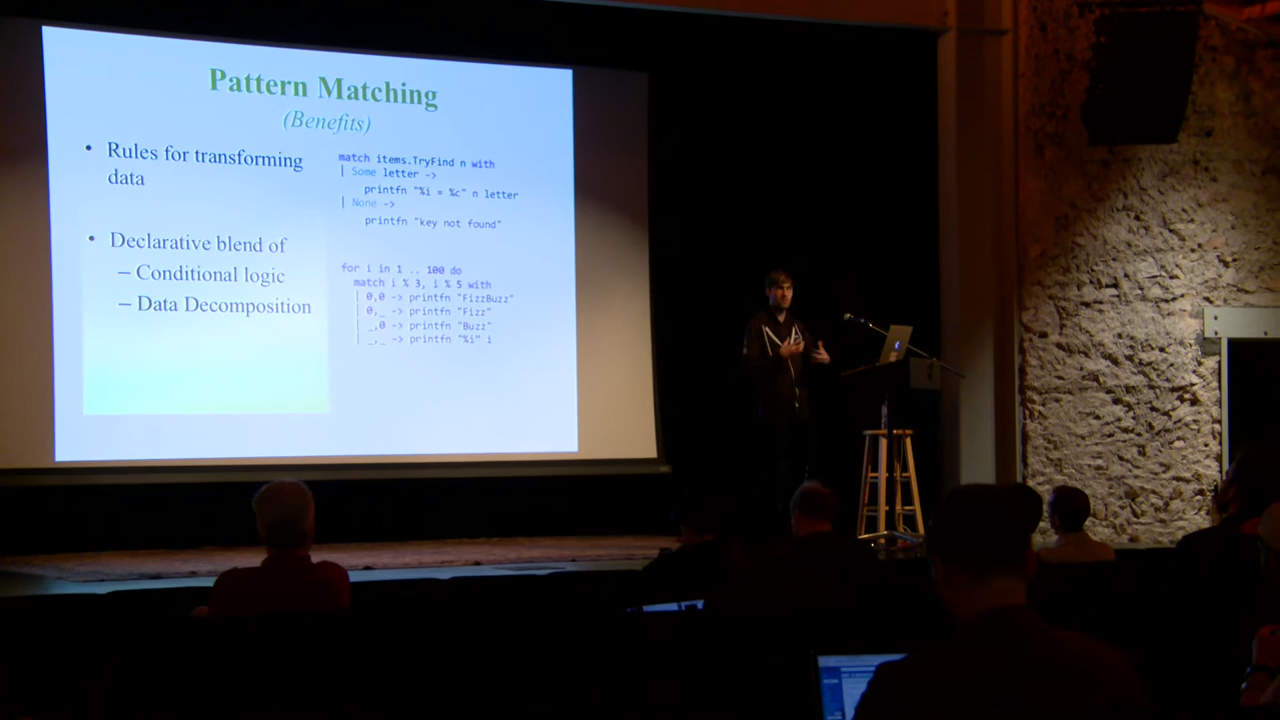 Pattern Matching
(Benefits)
• Rules for transforming
data
• Declarative blend of
– Conditional logic
– Data Decomposition
match items.TryFind n with
| Some letter ->
printfn "%i = %c" n letter
| None ->
printfn "key not found"
for i in 1 .. 100 do
match i % 3, i % 5 with
| 0,0 -> printfn "FizzBuzz"
| 0,_ -> printfn "Fizz"
| _,0 -> printfn "Buzz"
| _,_ -> printfn "%i" i